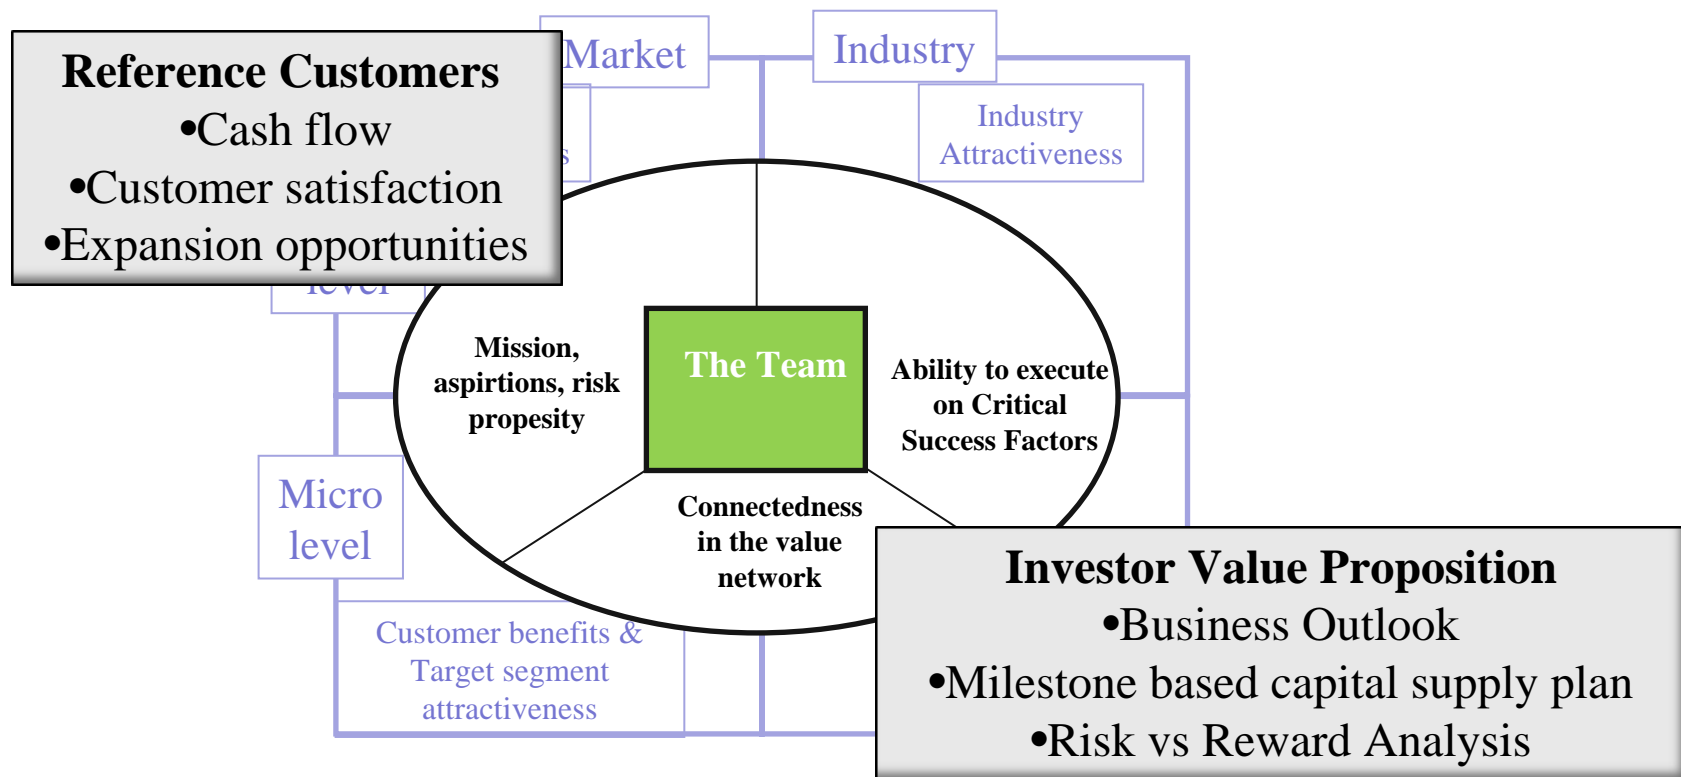 Market
Industry
Reference Customers
•Cash flow
•Customer satisfaction
•Expansion opportunities
Industry
Attractiveness
level
Mission,
aspirtions, risk
propesity
The Team
Ability to execute
on Critical
Success Factors
Micro
level
Connectedness
in the value
network
Customer benefits &
Target segment
attractiveness
Investor Value Proposition
•Business Outlook
•Milestone based capital supply plan
•Risk vs Reward Analysis